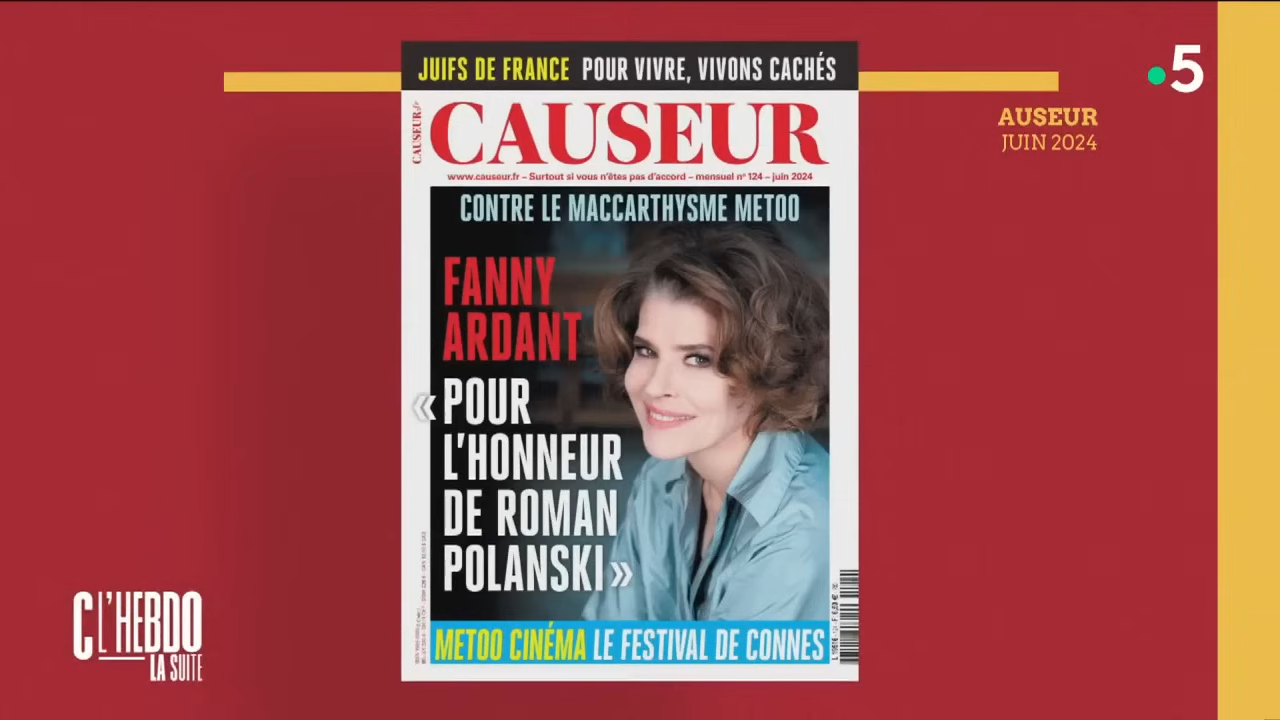 JUIFS DE FRANCE POUR VIVRE, VIVONS CACHÉS
5
CAUSEUR.fr
CAUSEUR
AUSEUR
JUIN 2024
www.causeur.fr – Surtout si vous n'êtes pas d'accord – mensuel n° 124 – juin 2024
CONTRE LE MACCARTHYSME METOO
FANNY
ARDANT
« POUR
L'HONNEUR
DE ROMAN
POLANSKI »
METOO CINÉMA LE FESTIVAL DE CONNES
C L'HEBDO
LA SUITE